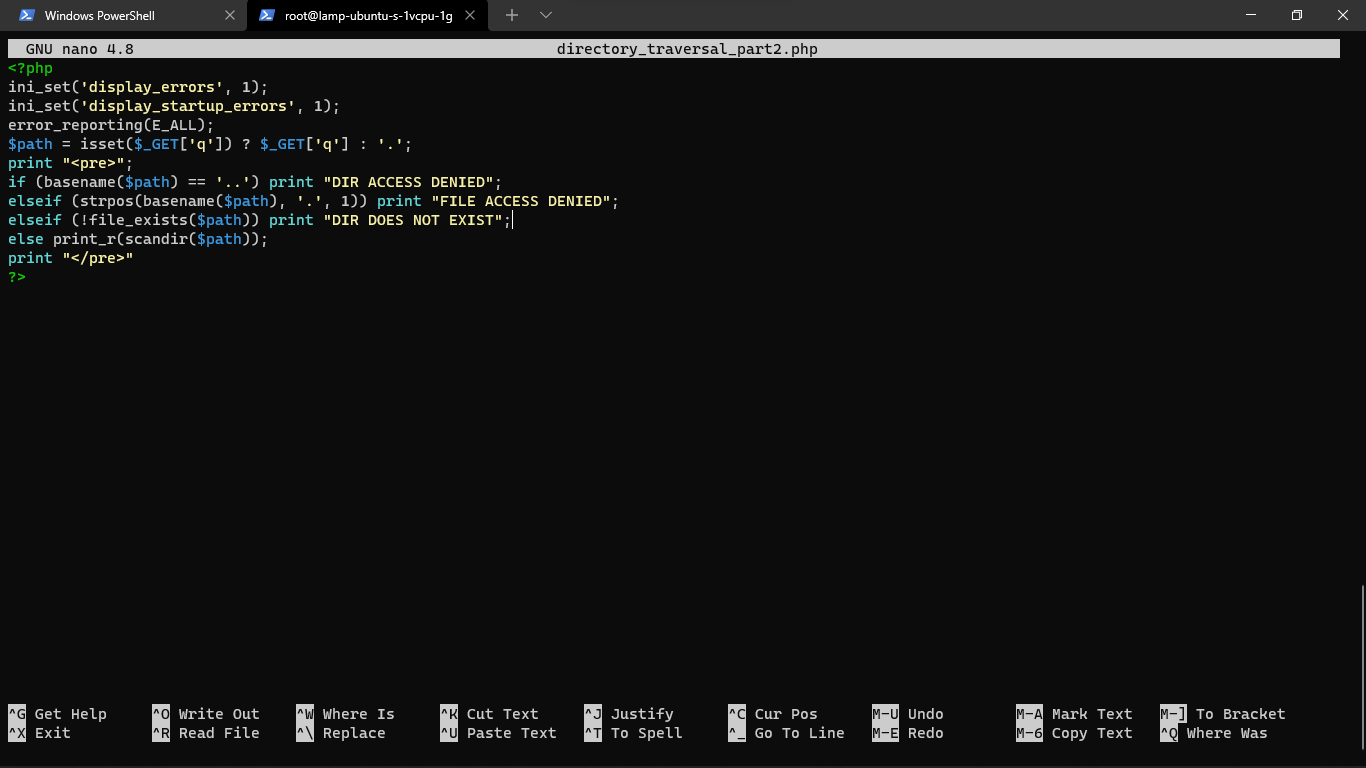 Windows PowerShell
root@lamp-ubuntu-s-1vcpu-1g
GNU nano 4.8 directory_traversal_part2.php
<?php
ini_set('display_errors', 1);
ini_set('display_startup_errors', 1);
error_reporting(E_ALL);
$path = isset($_GET['q']) ? $_GET['q'] : '.';
print "<pre>";
if (basename($path) == '..') print "DIR ACCESS DENIED";
elseif (strpos(basename($path), '.', 1)) print "FILE ACCESS DENIED";
elseif (!file_exists($path)) print "DIR DOES NOT EXIST";
else print_r(scandir($path));
print "</pre>"
?>
^G Get Help ^O Write Out ^W Where Is ^K Cut Text ^J Justify ^C Cur Pos M-U Undo M-A Mark Text M-] To Bracket
^X Exit ^R Read File ^\ Replace ^U Paste Text ^T To Spell ^_ Go To Line M-E Redo M-6 Copy Text ^Q Where Was